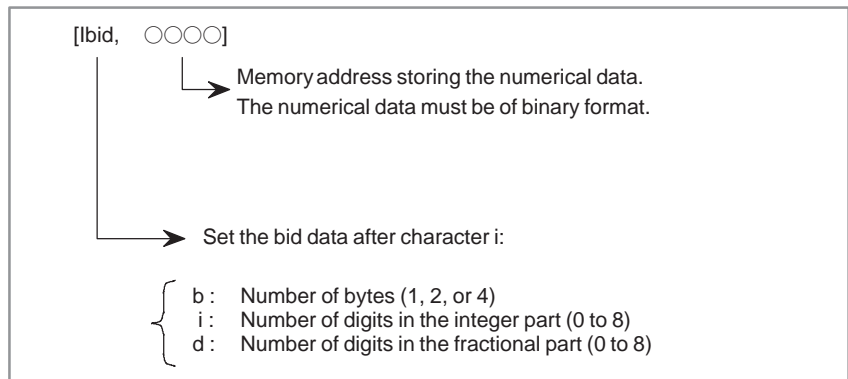 [Ibid, ○○○○]
Memory address storing the numerical data.
The numerical data must be of binary format.
Set the bid data after character i:
b : Number of bytes (1, 2, or 4)
i : Number of digits in the integer part (0 to 8)
d : Number of digits in the fractional part (0 to 8)